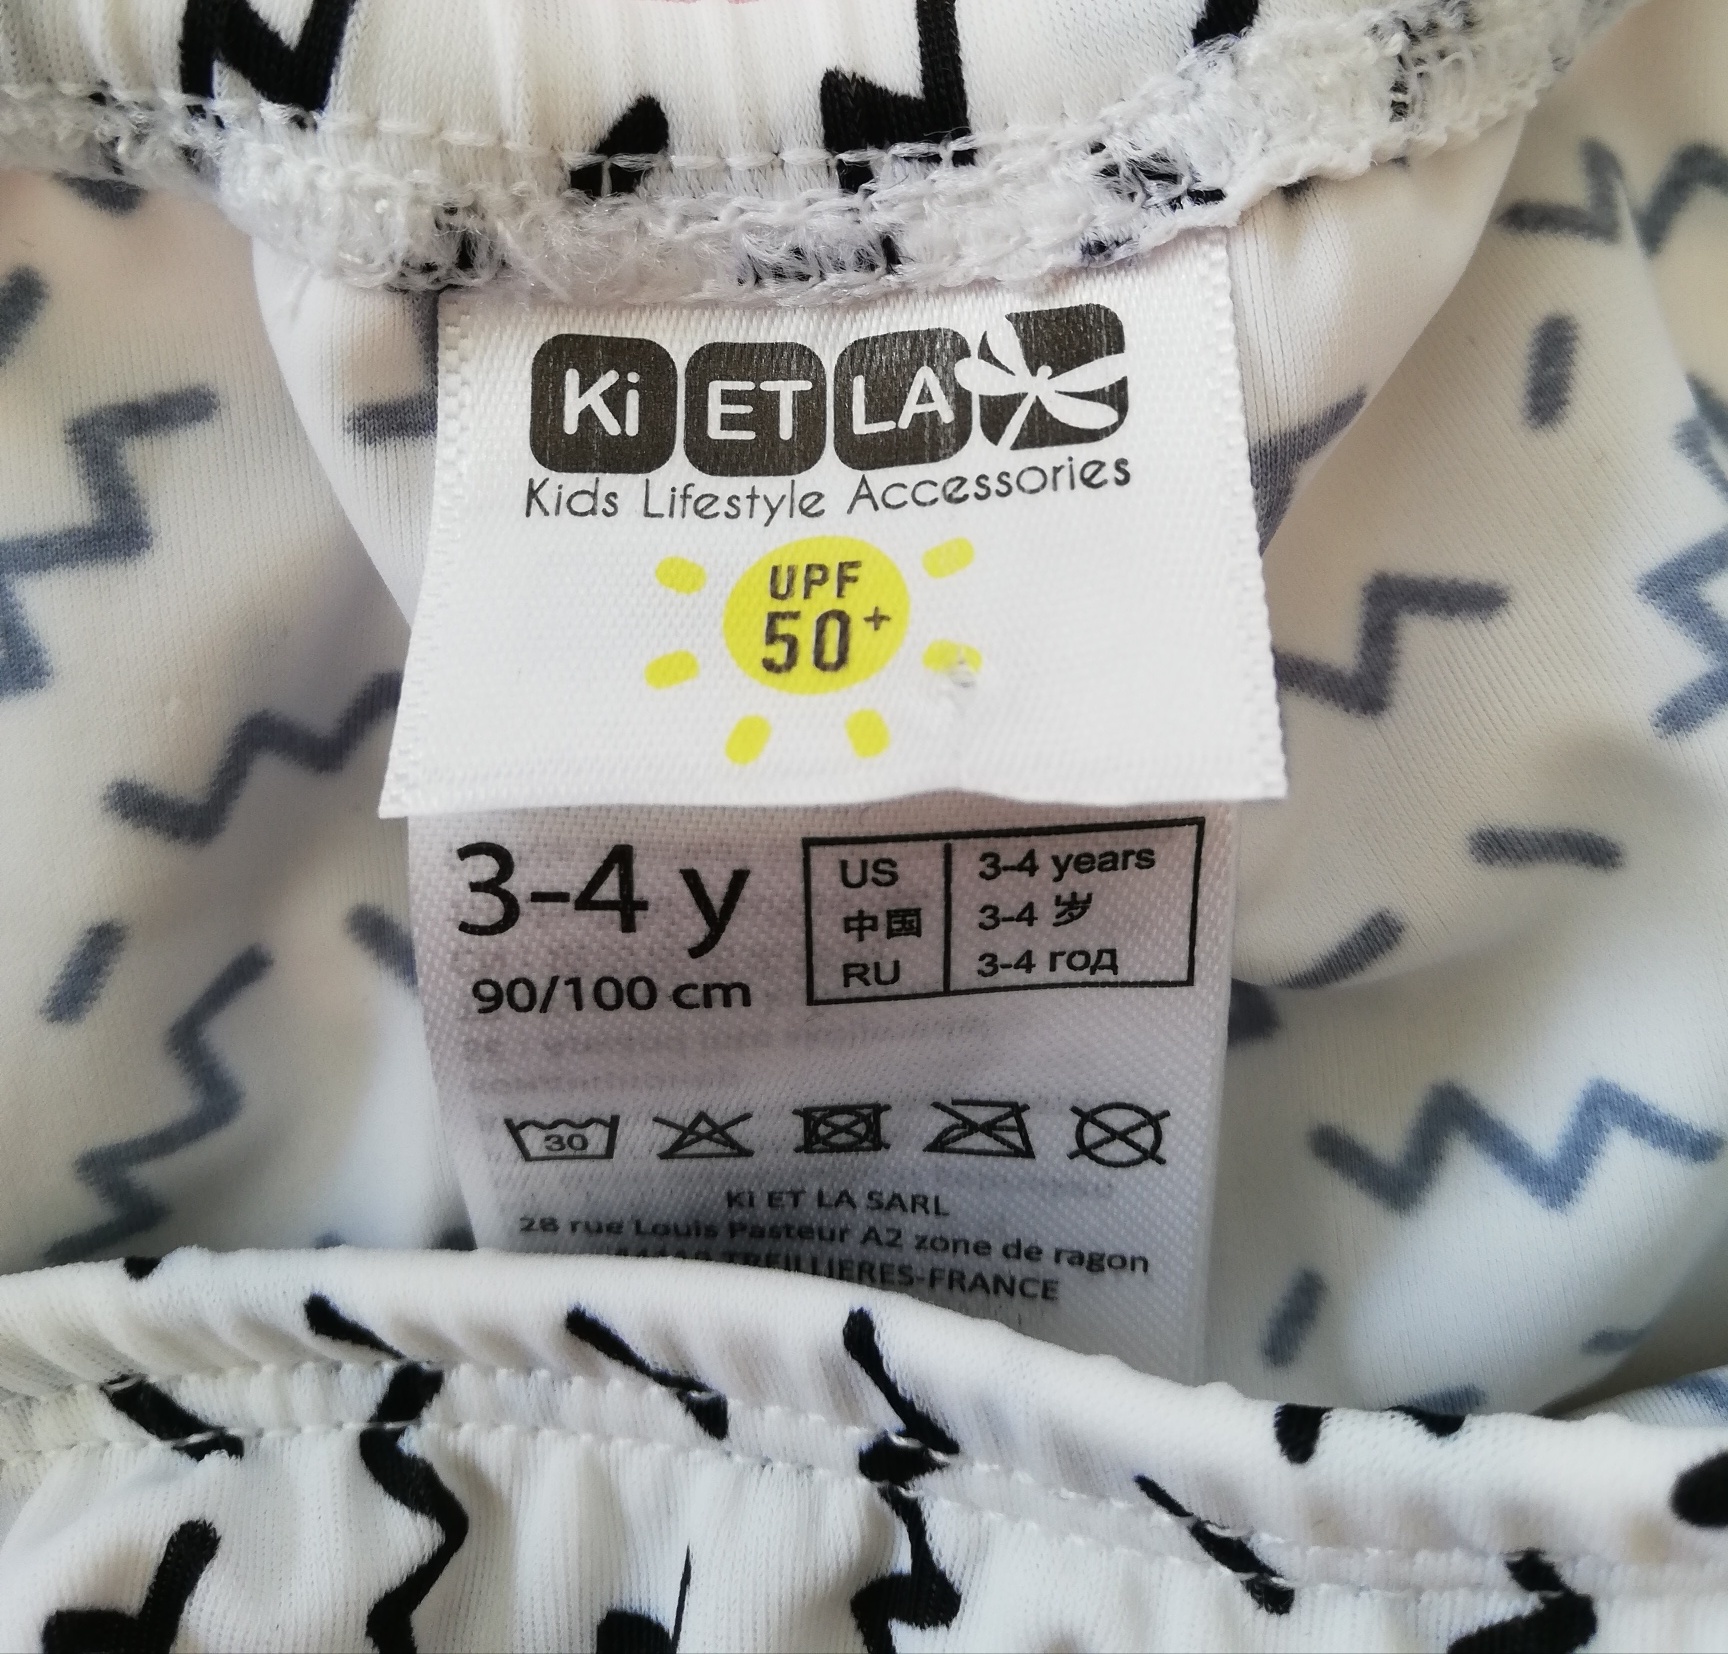 Ki ET LA
Kids Lifestyle Accessories
UPF
50+
3-4 y
90/100 cm
US 3-4 years
中国 3-4 岁
RU 3-4 год
30
KI ET LA SARL
28 rue Louis Pasteur A2 zone de ragon
TREILLIERES-FRANCE